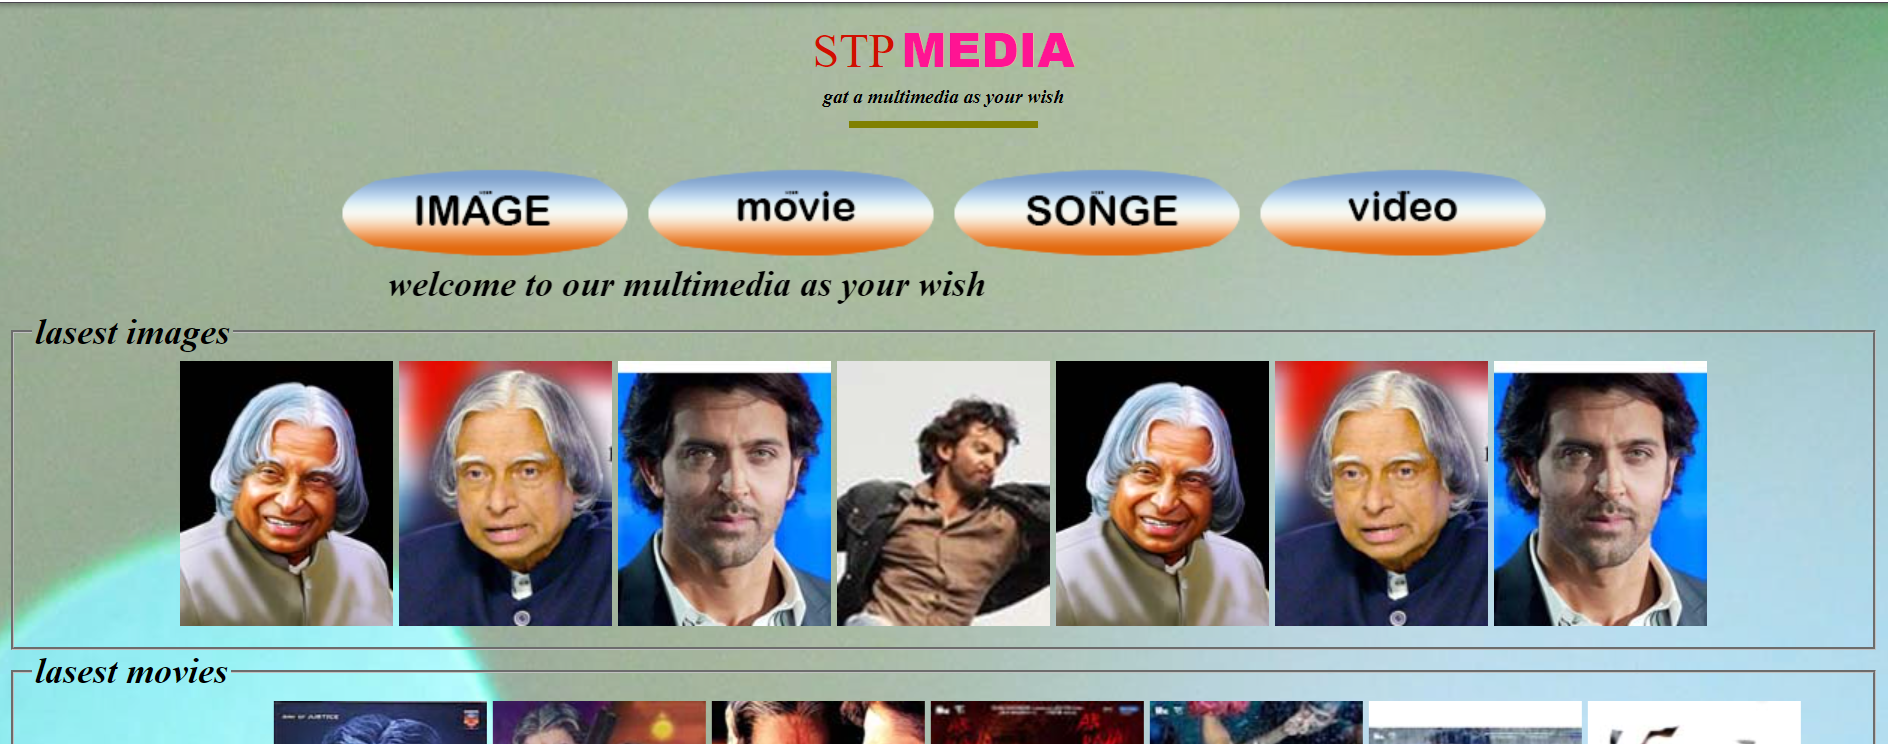 STP MEDIA
gat a multimedia as your wish
IMAGE movie SONGE video
welcome to our multimedia as your wish
lasest images
lasest movies